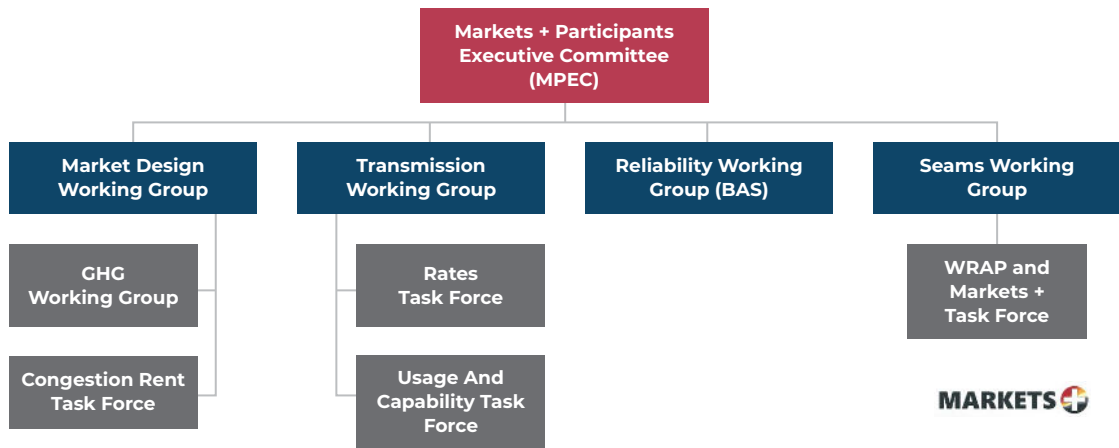 Markets + Participants
Executive Committee
(MPEC)
Market Design
Working Group
Transmission
Working Group
Reliability Working
Group (BAS)
Seams Working
Group
GHG
Working Group
Rates
Task Force
WRAP and
Markets +
Task Force
Congestion Rent
Task Force
Usage And
Capability Task
Force
MARKETS+